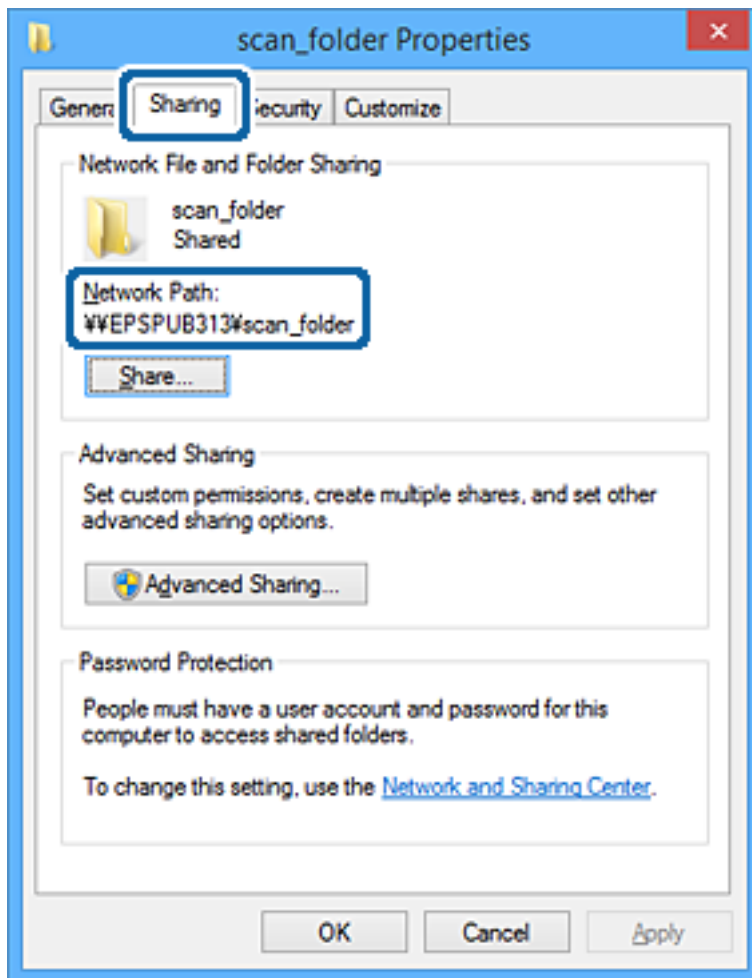 scan_folder Properties
General Sharing Security Customize
Network File and Folder Sharing
scan_folder
Shared
Network Path:
¥¥EPSPUB313¥scan_folder
Share...
Advanced Sharing
Set custom permissions, create multiple shares, and set other
advanced sharing options.
Advanced Sharing...
Password Protection
People must have a user account and password for this
computer to access shared folders.
To change this setting, use the Network and Sharing Center.
OK Cancel Apply